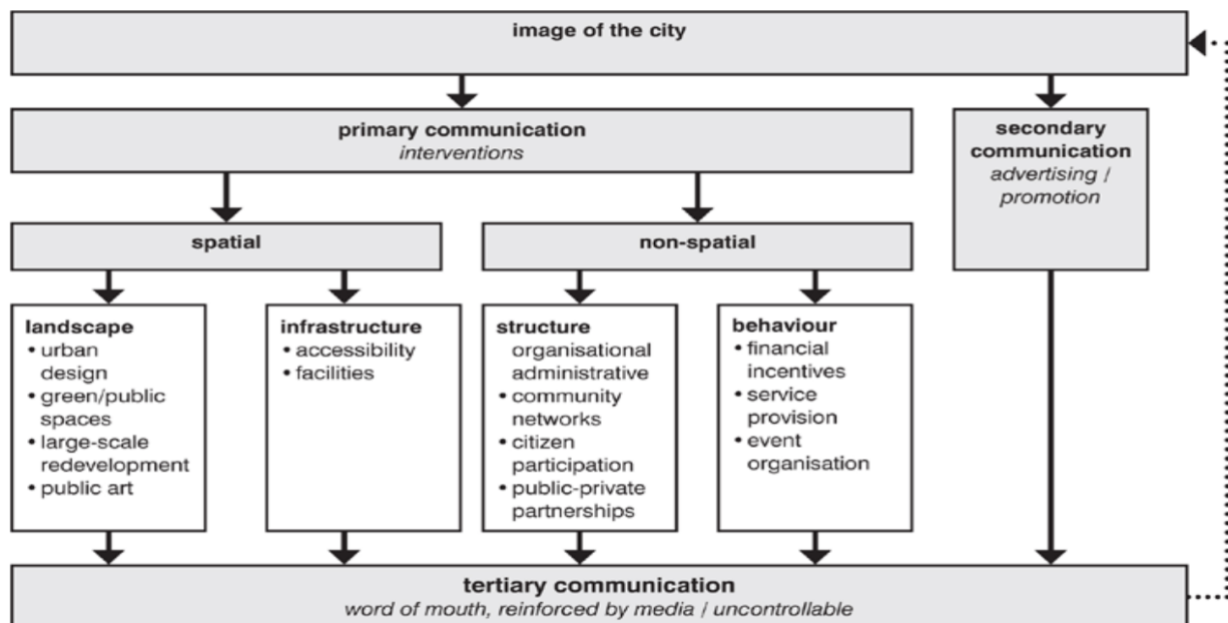 image of the city
primary communication
interventions
secondary
communication
advertising /
promotion
spatial
non-spatial
landscape
• urban
design
• green/public
spaces
• large-scale
redevelopment
• public art
infrastructure
• accessibility
• facilities
structure
organisational
administrative
• community
networks
• citizen
participation
• public-private
partnerships
behaviour
• financial
incentives
• service
provision
• event
organisation
tertiary communication
word of mouth, reinforced by media / uncontrollable